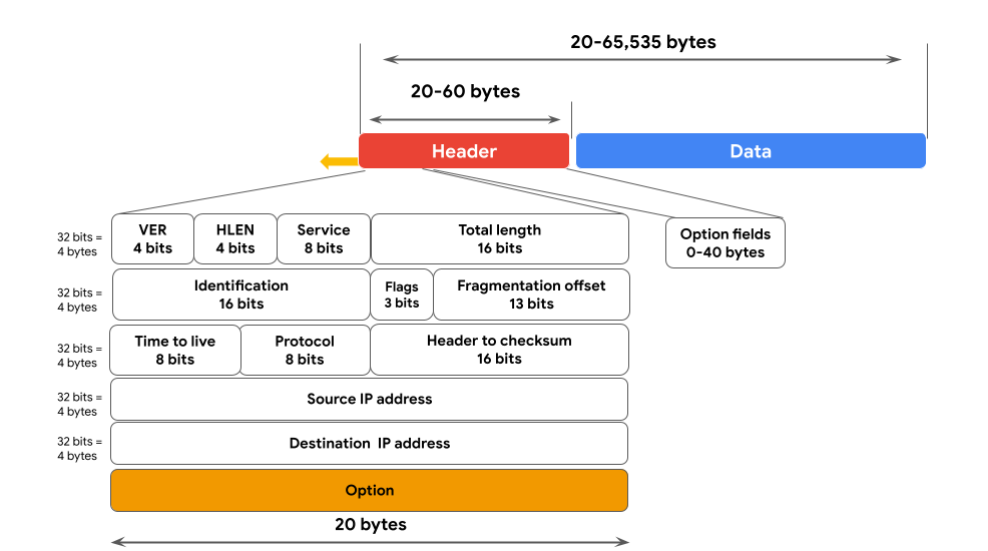 20-65,535 bytes
20-60 bytes
Header
Data
32 bits =
4 bytes
VER
4 bits
HLEN
4 bits
Service
8 bits
Total length
16 bits
Option fields
0-40 bytes
32 bits =
4 bytes
Identification
16 bits
Flags
3 bits
Fragmentation offset
13 bits
32 bits =
4 bytes
Time to live
8 bits
Protocol
8 bits
Header to checksum
16 bits
32 bits =
4 bytes
Source IP address
32 bits =
4 bytes
Destination IP address
Option
20 bytes